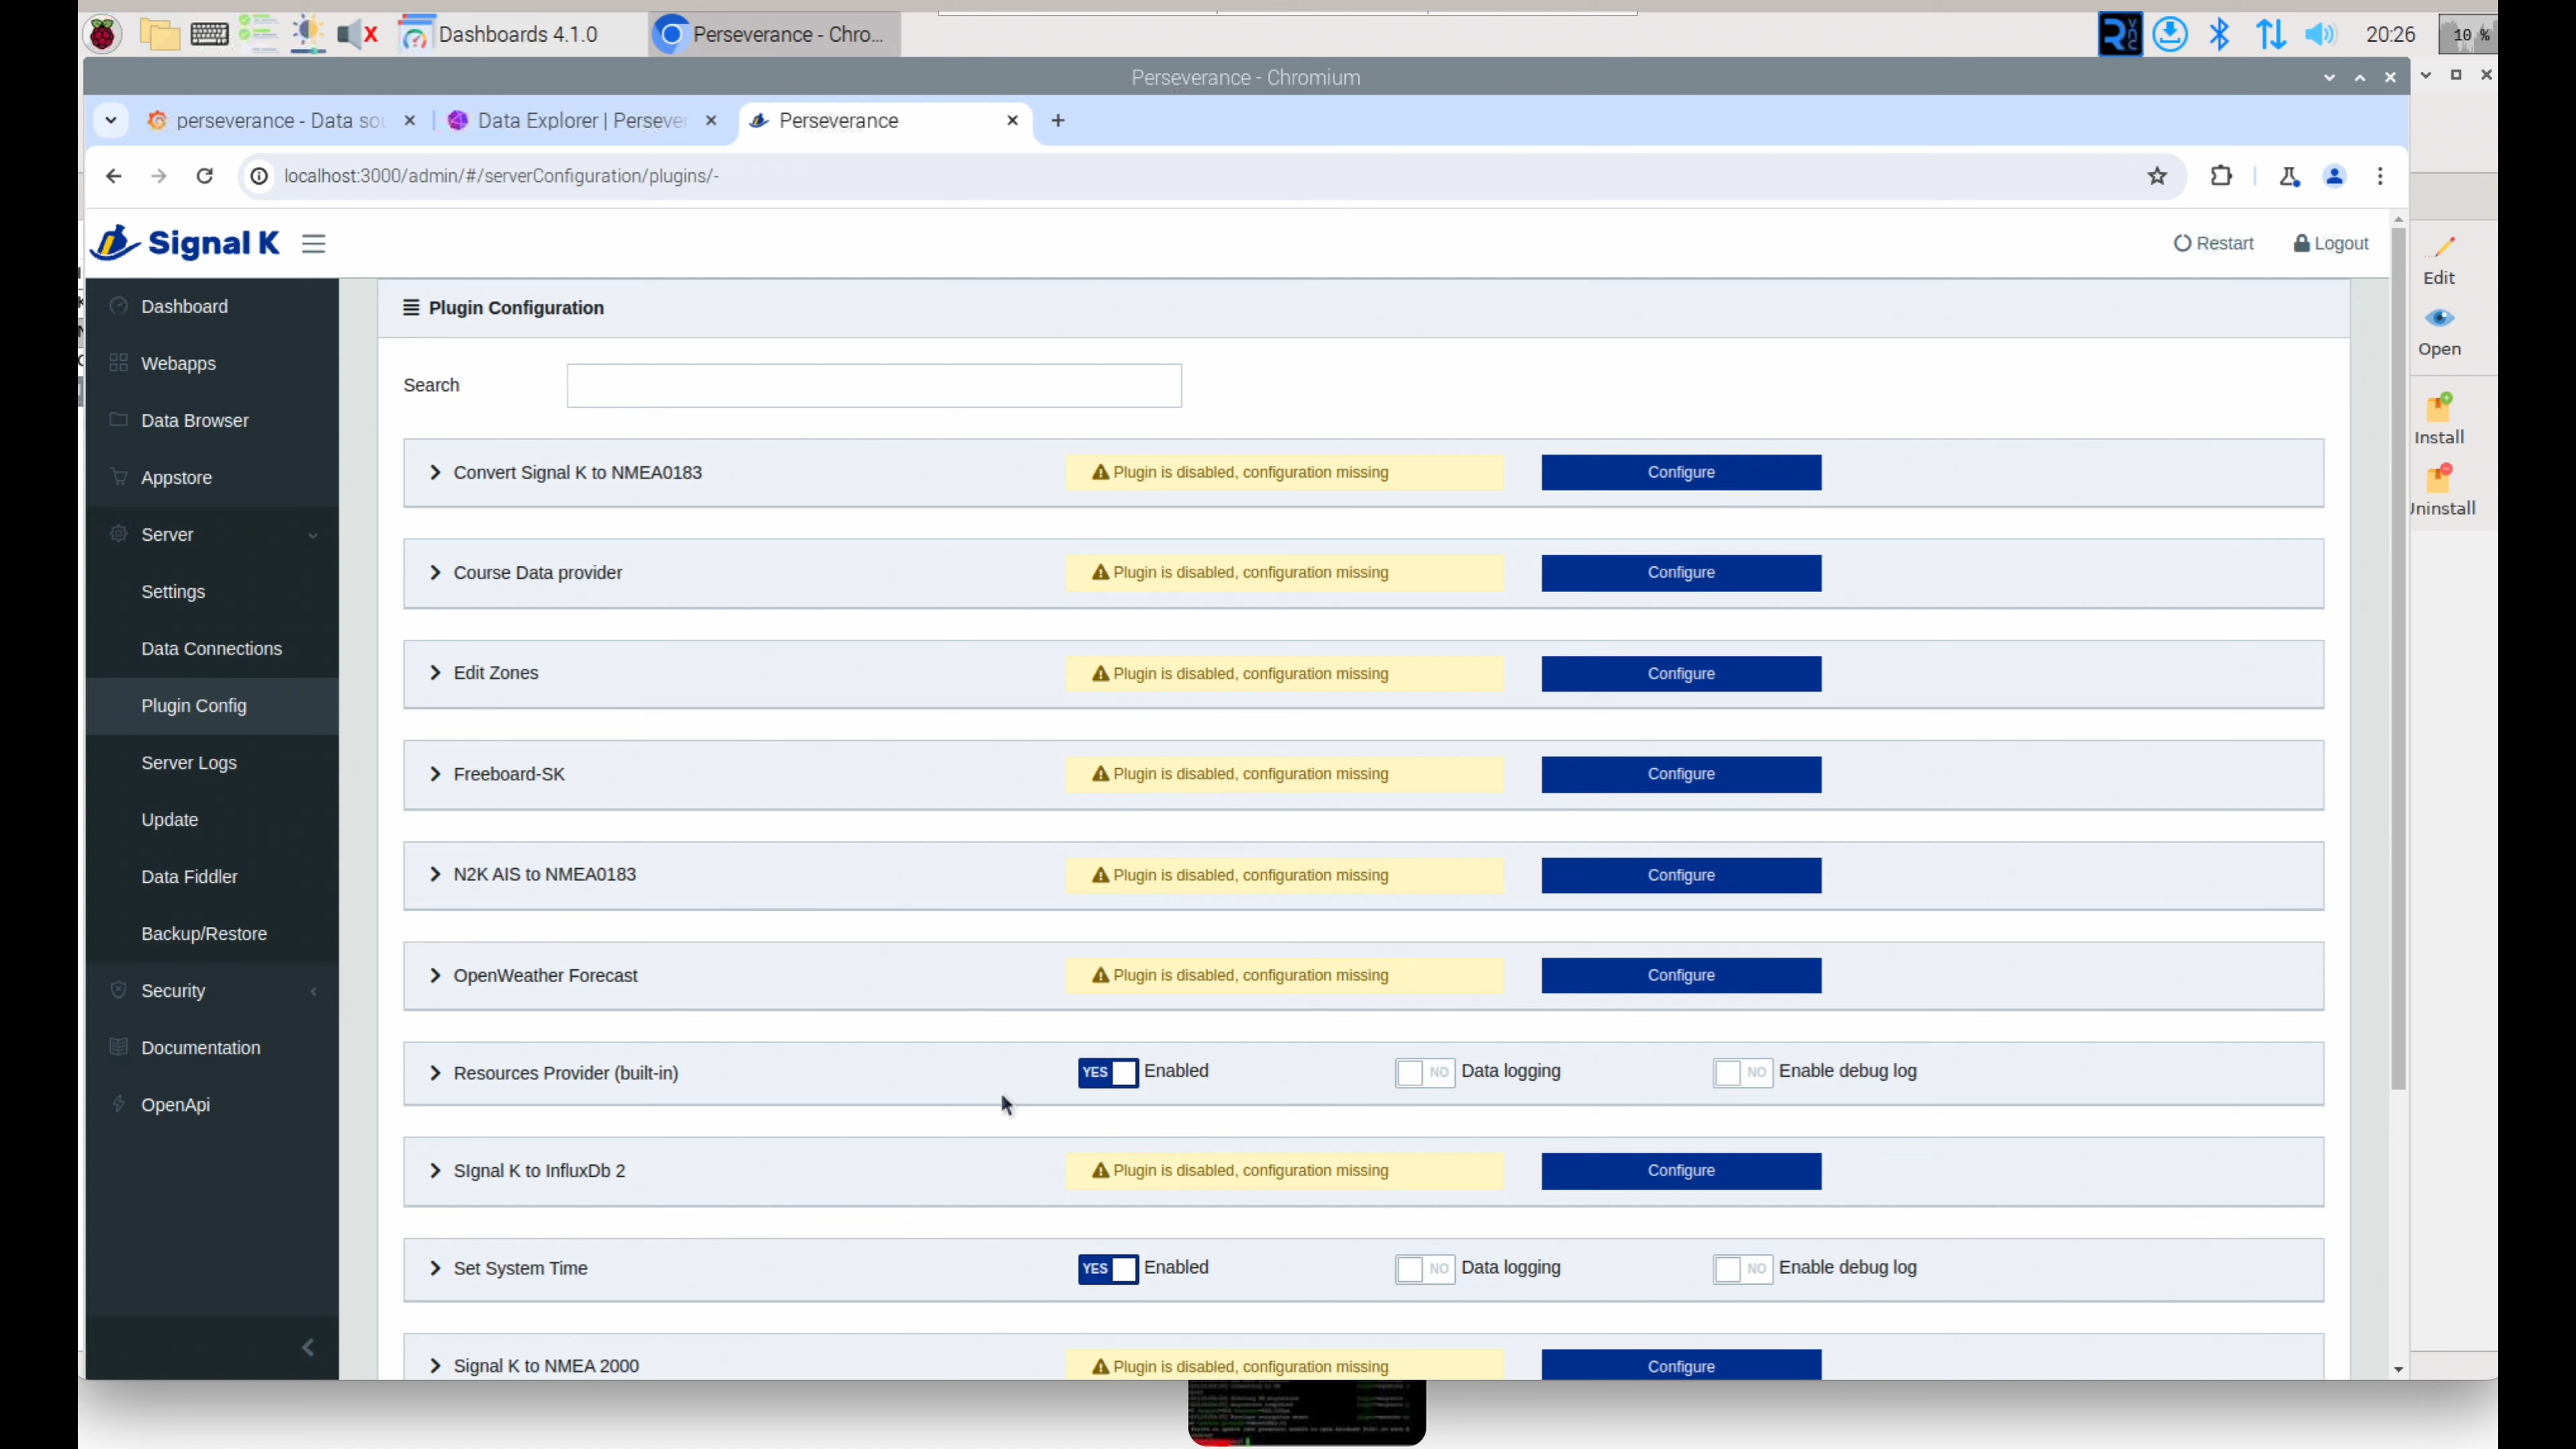 Dashboards 4.1.0
Perseverance - Chro...
VNC
20:26
10 %
Perseverance - Chromium
perseverance - Data sou
Data Explorer | Persever
Perseverance
localhost:3000/admin/#/serverConfiguration/plugins/-
Signal K
Restart
Logout
Edit
Open
Install
Uninstall
Dashboard
Webapps
Data Browser
Appstore
Server
Settings
Data Connections
Plugin Config
Server Logs
Update
Data Fiddler
Backup/Restore
Security
Documentation
OpenApi
Plugin Configuration
Search
Convert Signal K to NMEA0183
Plugin is disabled, configuration missing
Configure
Course Data provider
Plugin is disabled, configuration missing
Configure
Edit Zones
Plugin is disabled, configuration missing
Configure
Freeboard-SK
Plugin is disabled, configuration missing
Configure
N2K AIS to NMEA0183
Plugin is disabled, configuration missing
Configure
OpenWeather Forecast
Plugin is disabled, configuration missing
Configure
Resources Provider (built-in)
YES Enabled
NO Data logging
NO Enable debug log
SIgnal K to InfluxDb 2
Plugin is disabled, configuration missing
Configure
Set System Time
YES Enabled
NO Data logging
NO Enable debug log
Signal K to NMEA 2000
Plugin is disabled, configuration missing
Configure